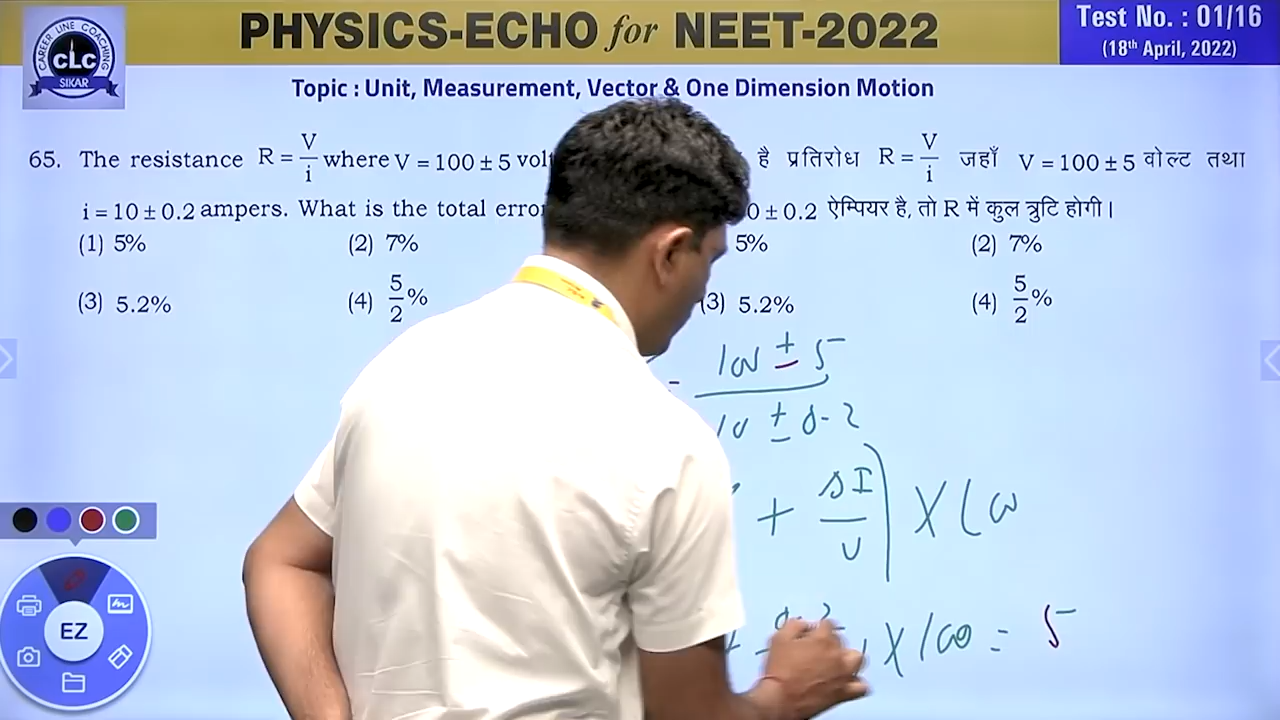 PHYSICS-ECHO for NEET-2022
Test No. : 01/16
(18th April, 2022)
CAREER LINE COACHING
CLC
SIKAR
Topic : Unit, Measurement, Vector & One Dimension Motion
65. The resistance R = V/i where V = 100 ± 5
i = 10 ± 0.2 ampers. What is the total
(1) 5%
(2) 7%
(3) 5.2%
(4) 5/2 %
है प्रतिरोध R = V/i जहाँ V = 100 ± 5 वोल्ट तथा
0 ± 0.2 ऐम्पियर है, तो R में कुल त्रुटि होगी।
5%
(2) 7%
(3) 5.2%
(4) 5/2 %
100 ± 5
10 ± 0.2
+ ΔI
× 100
× 100 = 5
EZ